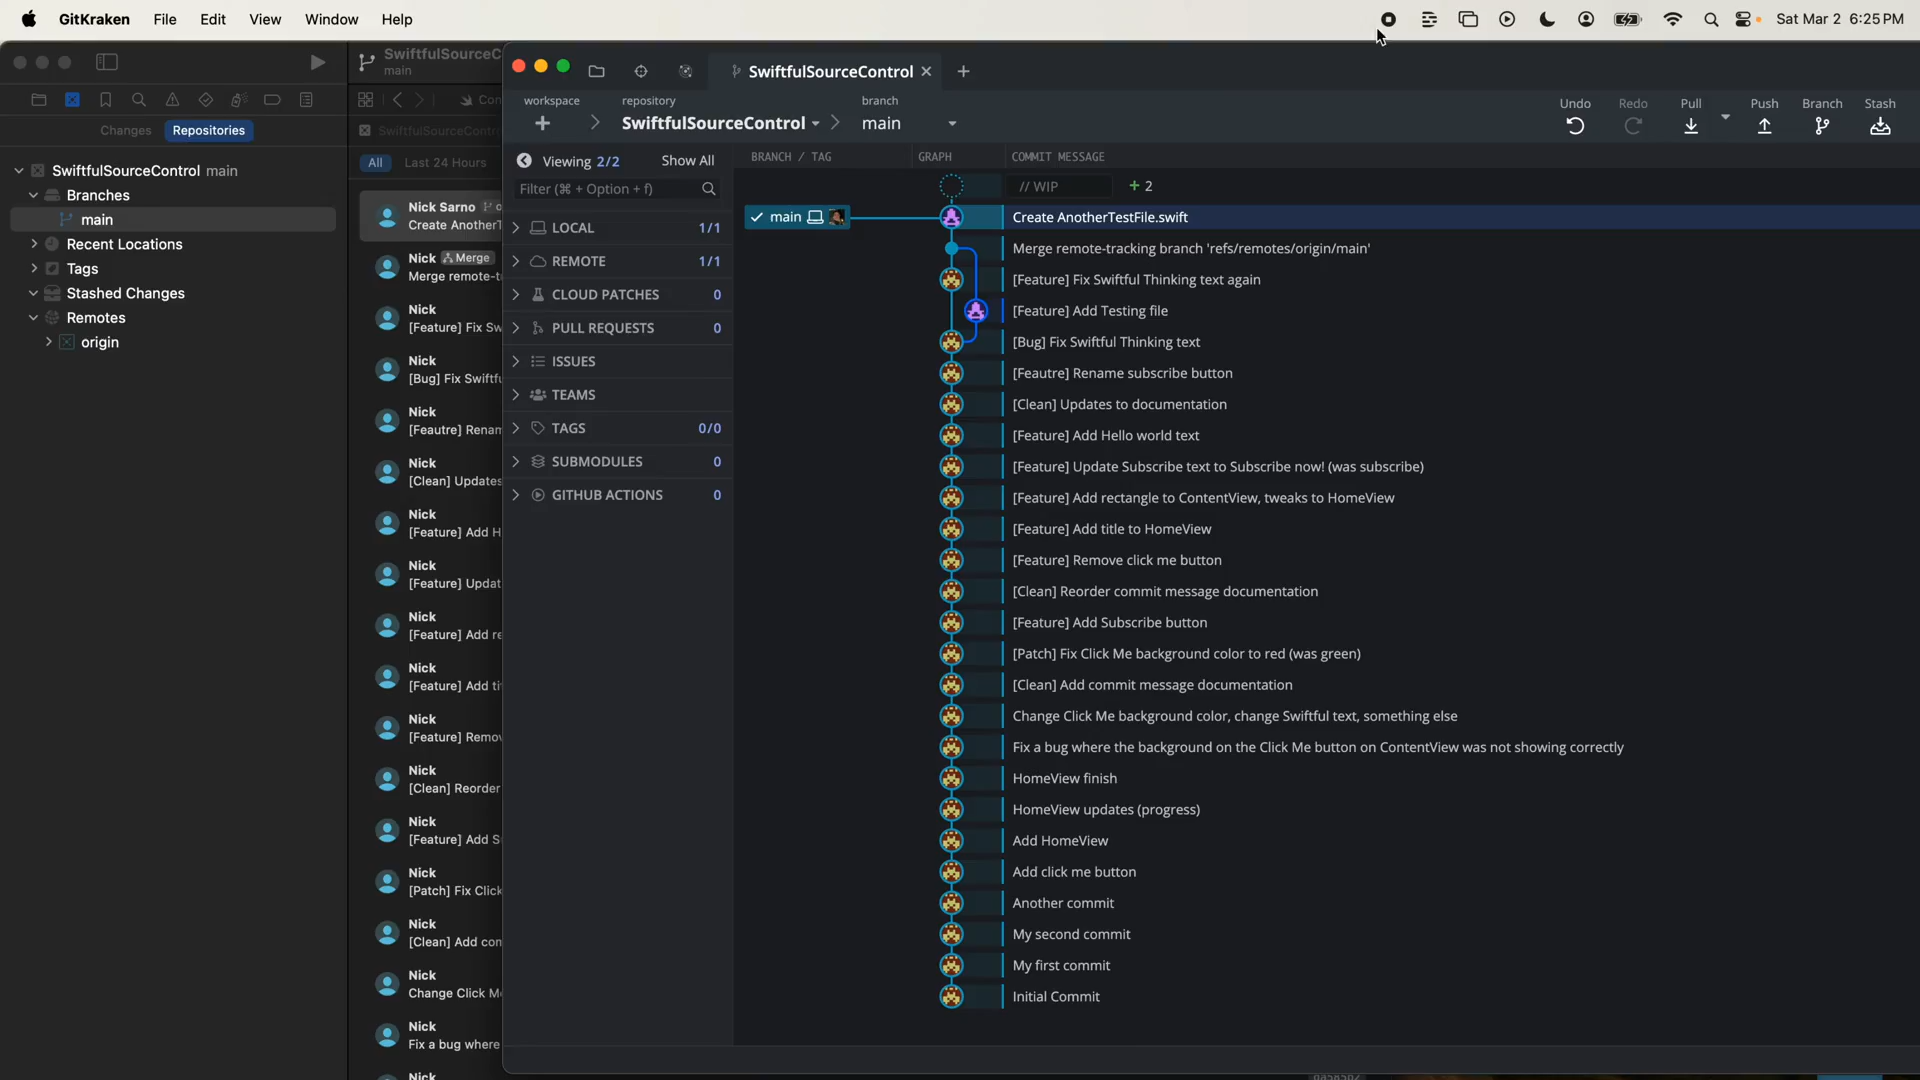 GitKraken File Edit View Window Help
Sat Mar 2 6:25 PM
Changes Repositories
SwiftfulSourceControl main
Branches
main
Recent Locations
Tags
Stashed Changes
Remotes
origin
SwiftfulSourceC
main
Con
SwiftfulSourceContr
All Last 24 Hours
Nick Sarno
Create AnotherT
Nick Merge
Merge remote-t
Nick
[Feature] Fix Sw
Nick
[Bug] Fix Swiftfu
Nick
[Feautre] Renam
Nick
[Clean] Updates
Nick
[Feature] Add H
Nick
[Feature] Updat
Nick
[Feature] Add re
Nick
[Feature] Add ti
Nick
[Feature] Remov
Nick
[Clean] Reorder
Nick
[Feature] Add S
Nick
[Patch] Fix Click
Nick
[Clean] Add con
Nick
Change Click M
Nick
Fix a bug where
Nick
SwiftfulSourceControl
workspace repository branch
SwiftfulSourceControl main
Undo Redo Pull Push Branch Stash
Viewing 2/2 Show All
Filter (⌘ + Option + f)
LOCAL 1/1
REMOTE 1/1
CLOUD PATCHES 0
PULL REQUESTS 0
ISSUES
TEAMS
TAGS 0/0
SUBMODULES 0
GITHUB ACTIONS 0
BRANCH / TAG GRAPH COMMIT MESSAGE
// WIP + 2
main Create AnotherTestFile.swift
Merge remote-tracking branch 'refs/remotes/origin/main'
[Feature] Fix Swiftful Thinking text again
[Feature] Add Testing file
[Bug] Fix Swiftful Thinking text
[Feautre] Rename subscribe button
[Clean] Updates to documentation
[Feature] Add Hello world text
[Feature] Update Subscribe text to Subscribe now! (was subscribe)
[Feature] Add rectangle to ContentView, tweaks to HomeView
[Feature] Add title to HomeView
[Feature] Remove click me button
[Clean] Reorder commit message documentation
[Feature] Add Subscribe button
[Patch] Fix Click Me background color to red (was green)
[Clean] Add commit message documentation
Change Click Me background color, change Swiftful text, something else
Fix a bug where the background on the Click Me button on ContentView was not showing correctly
HomeView finish
HomeView updates (progress)
Add HomeView
Add click me button
Another commit
My second commit
My first commit
Initial Commit